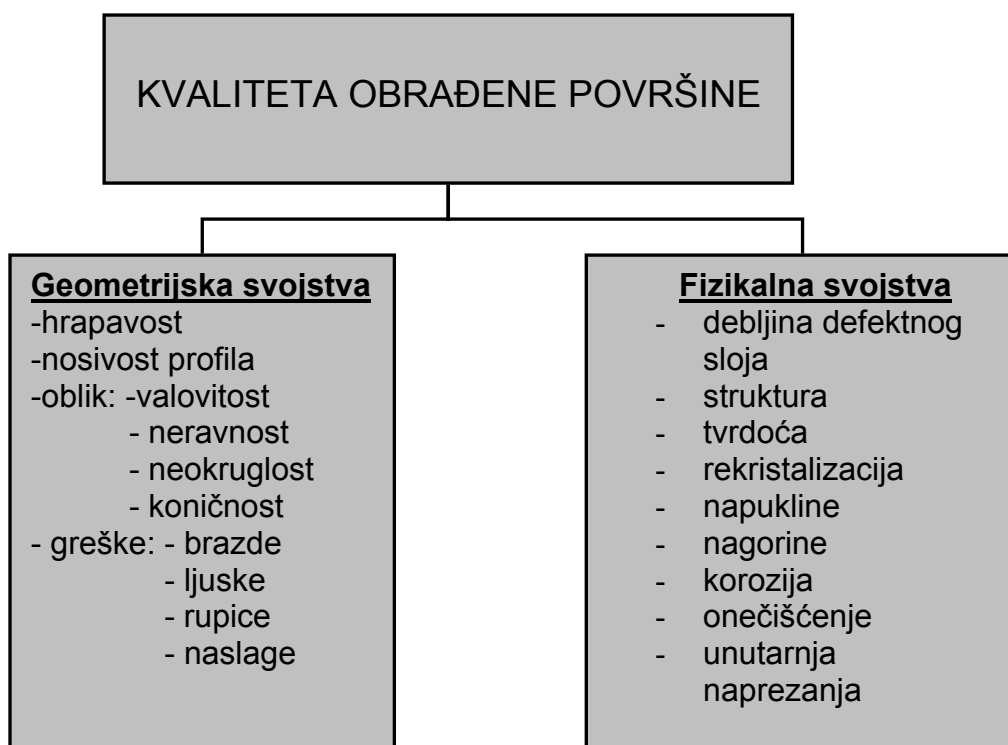 KVALITETA OBRAĐENE POVRŠINE
Geometrijska svojstva
-hrapavost
-nosivost profila
-oblik: -valovitost
- neravnost
- neokruglost
- koničnost
- greške: - brazde
- ljuske
- rupice
- naslage
Fizikalna svojstva
- debljina defektnog
sloja
- struktura
- tvrdoća
- rekristalizacija
- napukline
- nagorine
- korozija
- onečišćenje
- unutarnja
naprezanja